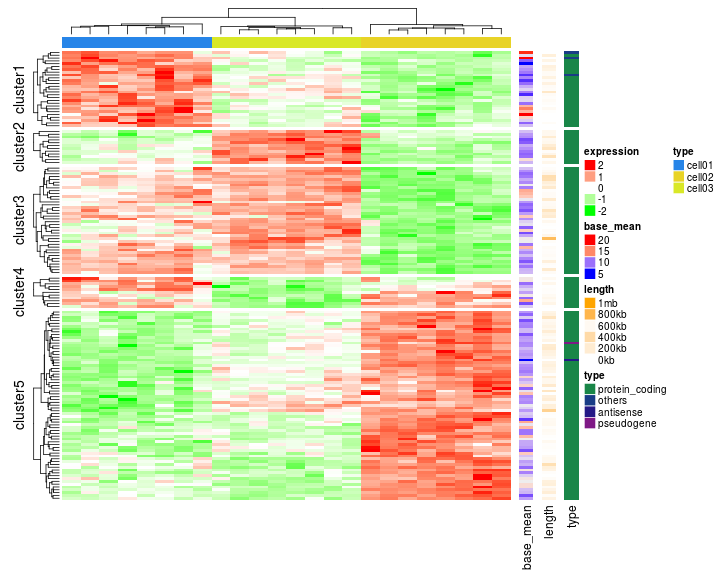 cluster1
cluster2
cluster3
cluster4
cluster5
expression
2
1
0
-1
-2
base_mean
20
15
10
5
length
1mb
800kb
600kb
400kb
200kb
0kb
type
protein_coding
others
antisense
pseudogene
type
cell01
cell02
cell03
base_mean
length
type